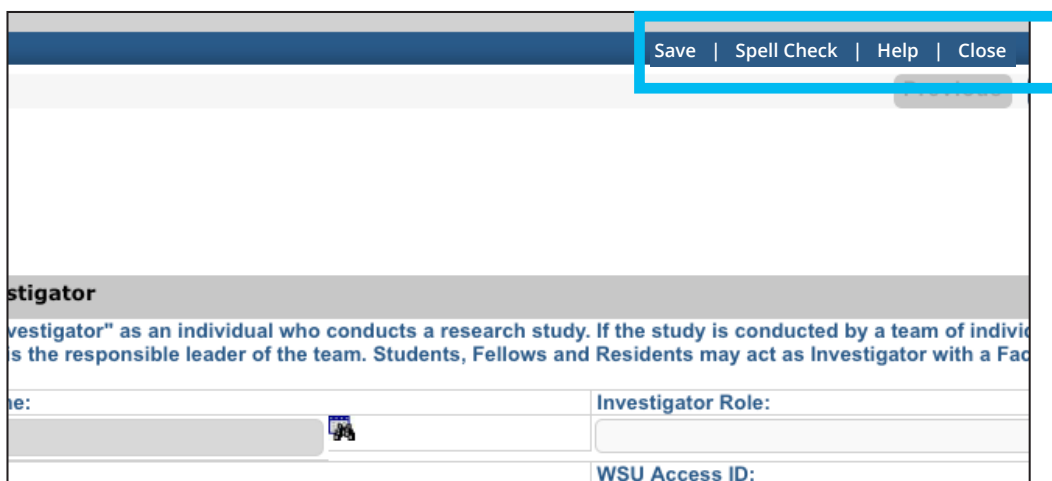 Save | Spell Check | Help | Close
Previous
stigator
vestigator" as an individual who conducts a research study. If the study is conducted by a team of indivi
is the responsible leader of the team. Students, Fellows and Residents may act as Investigator with a Fac
ne:
Investigator Role:
WSU Access ID: